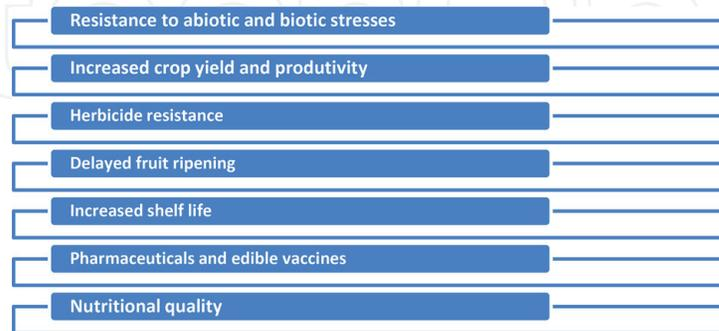 Resistance to abiotic and biotic stresses
Increased crop yield and produtivity
Herbicide resistance
Delayed fruit ripening
Increased shelf life
Pharmaceuticals and edible vaccines
Nutritional quality